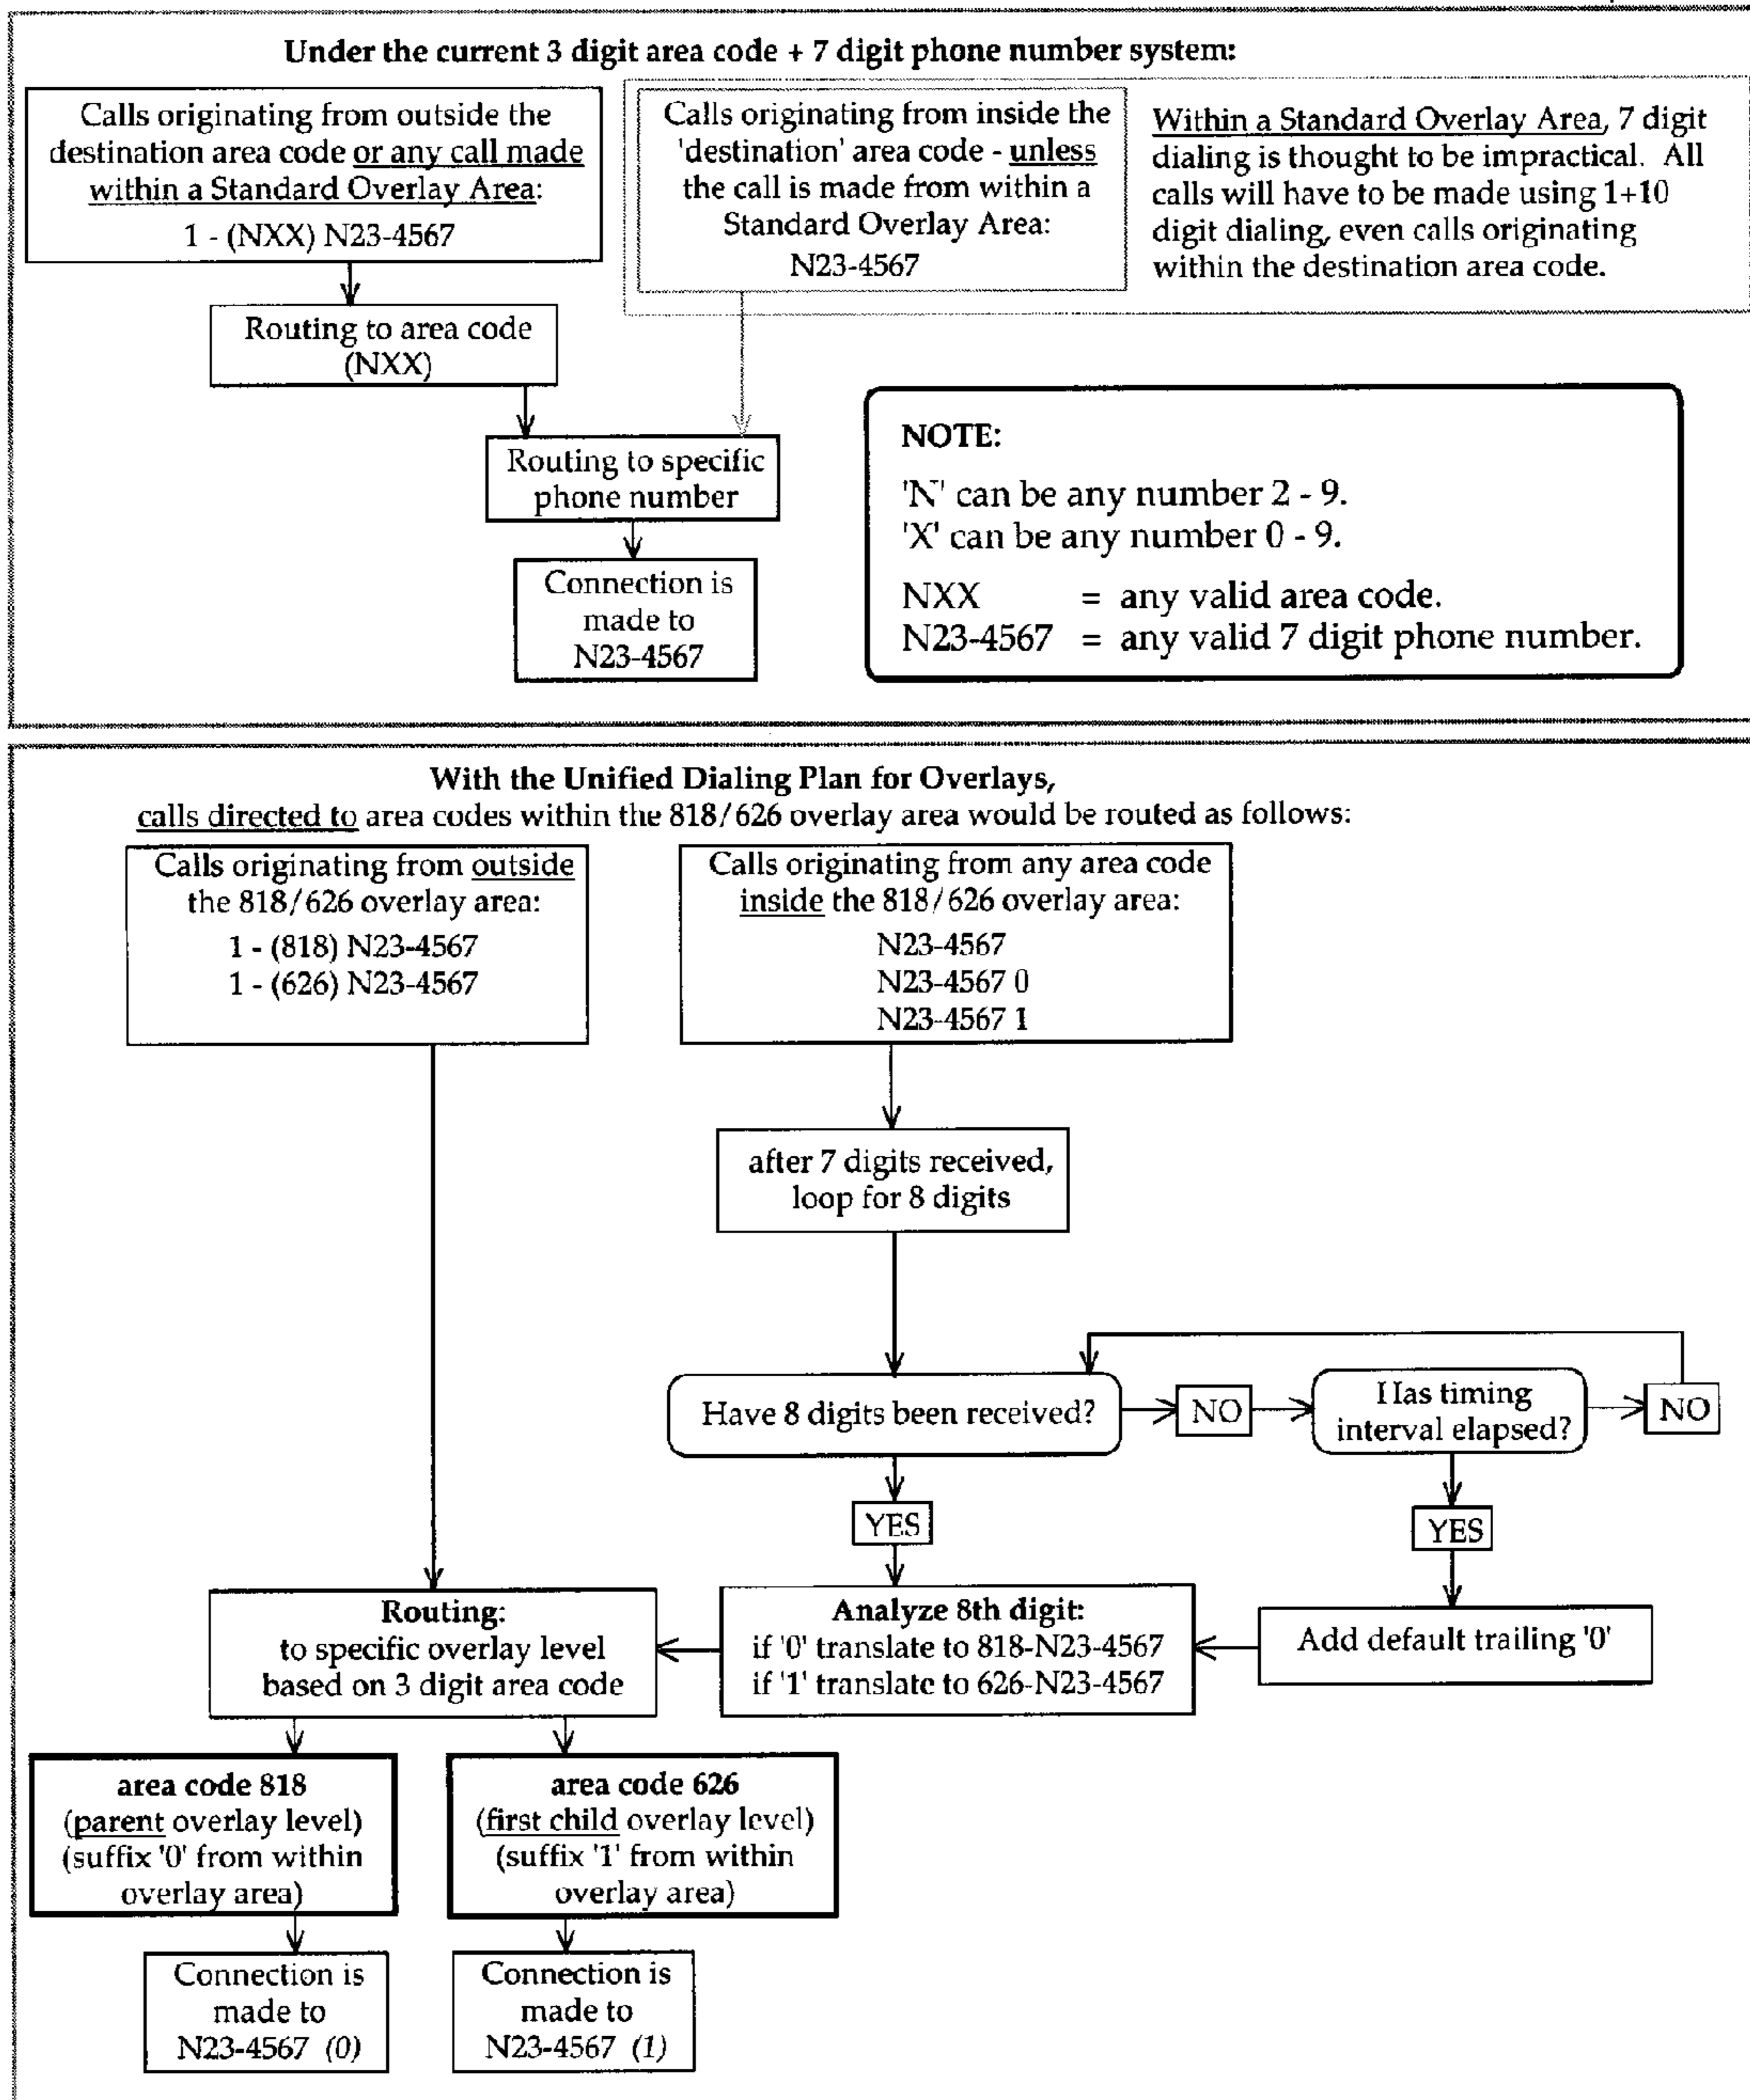 Under the current 3 digit area code + 7 digit phone number system:
Calls originating from outside the
destination area code or any call made
within a Standard Overlay Area:
1 - (NXX) N23-4567
Calls originating from inside the
'destination' area code - unless
the call is made from within a
Standard Overlay Area:
N23-4567
Within a Standard Overlay Area, 7 digit
dialing is thought to be impractical. All
calls will have to be made using 1+10
digit dialing, even calls originating
within the destination area code.
Routing to area code
(NXX)
Routing to specific
phone number
Connection is
made to
N23-4567
NOTE:
'N' can be any number 2 - 9.
'X' can be any number 0 - 9.
NXX = any valid area code.
N23-4567 = any valid 7 digit phone number.
With the Unified Dialing Plan for Overlays,
calls directed to area codes within the 818/626 overlay area would be routed as follows:
Calls originating from outside
the 818/626 overlay area:
1 - (818) N23-4567
1 - (626) N23-4567
Calls originating from any area code
inside the 818/626 overlay area:
N23-4567
N23-4567 0
N23-4567 1
after 7 digits received,
loop for 8 digits
Have 8 digits been received?
NO
Has timing
interval elapsed?
NO
YES
YES
Routing:
to specific overlay level
based on 3 digit area code
Analyze 8th digit:
if '0' translate to 818-N23-4567
if '1' translate to 626-N23-4567
Add default trailing '0'
area code 818
(parent overlay level)
(suffix '0' from within
overlay area)
area code 626
(first child overlay level)
(suffix '1' from within
overlay area)
Connection is
made to
N23-4567 (0)
Connection is
made to
N23-4567 (1)